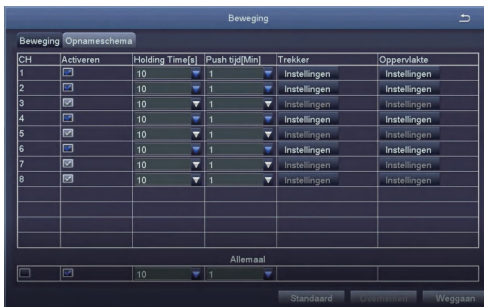 Beweging
Beweging Opnameschema
CH Activeren Holding Time[s] Push tijd[Min] Trekker Oppervlakte
1 10 1 Instellingen Instellingen
2 10 1 Instellingen Instellingen
3 10 1 Instellingen Instellingen
4 10 1 Instellingen Instellingen
5 10 1 Instellingen Instellingen
6 10 1 Instellingen Instellingen
7 10 1 Instellingen Instellingen
8 10 1 Instellingen Instellingen
Allemaal
10 1
Standaard Overnemen Weggaan